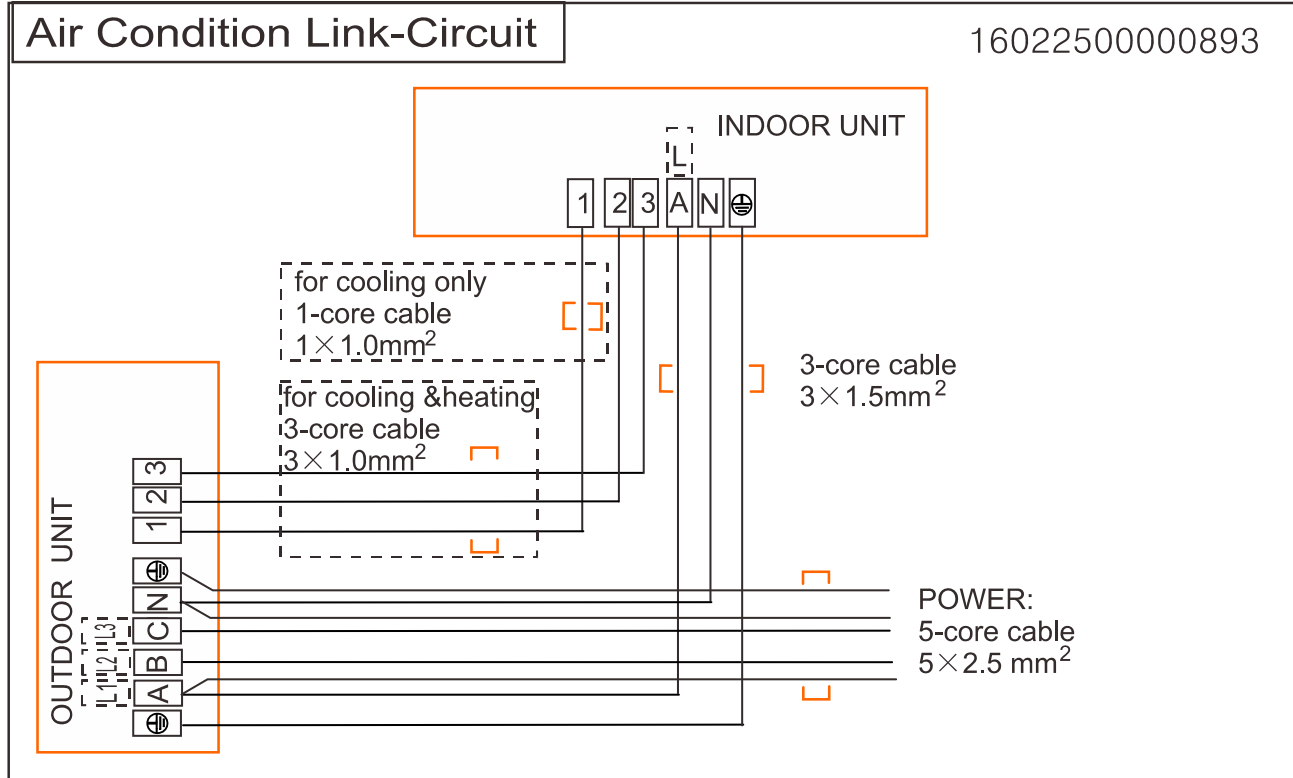 Air Condition Link-Circuit
16022500000893
INDOOR UNIT
L
1 2 3 A N
for cooling only
1-core cable
1×1.0mm²
3-core cable
3×1.5mm²
for cooling &heating
3-core cable
3×1.0mm²
OUTDOOR UNIT
3
2
1
N
L3 C
L2 B
L1 A
POWER:
5-core cable
5×2.5 mm²